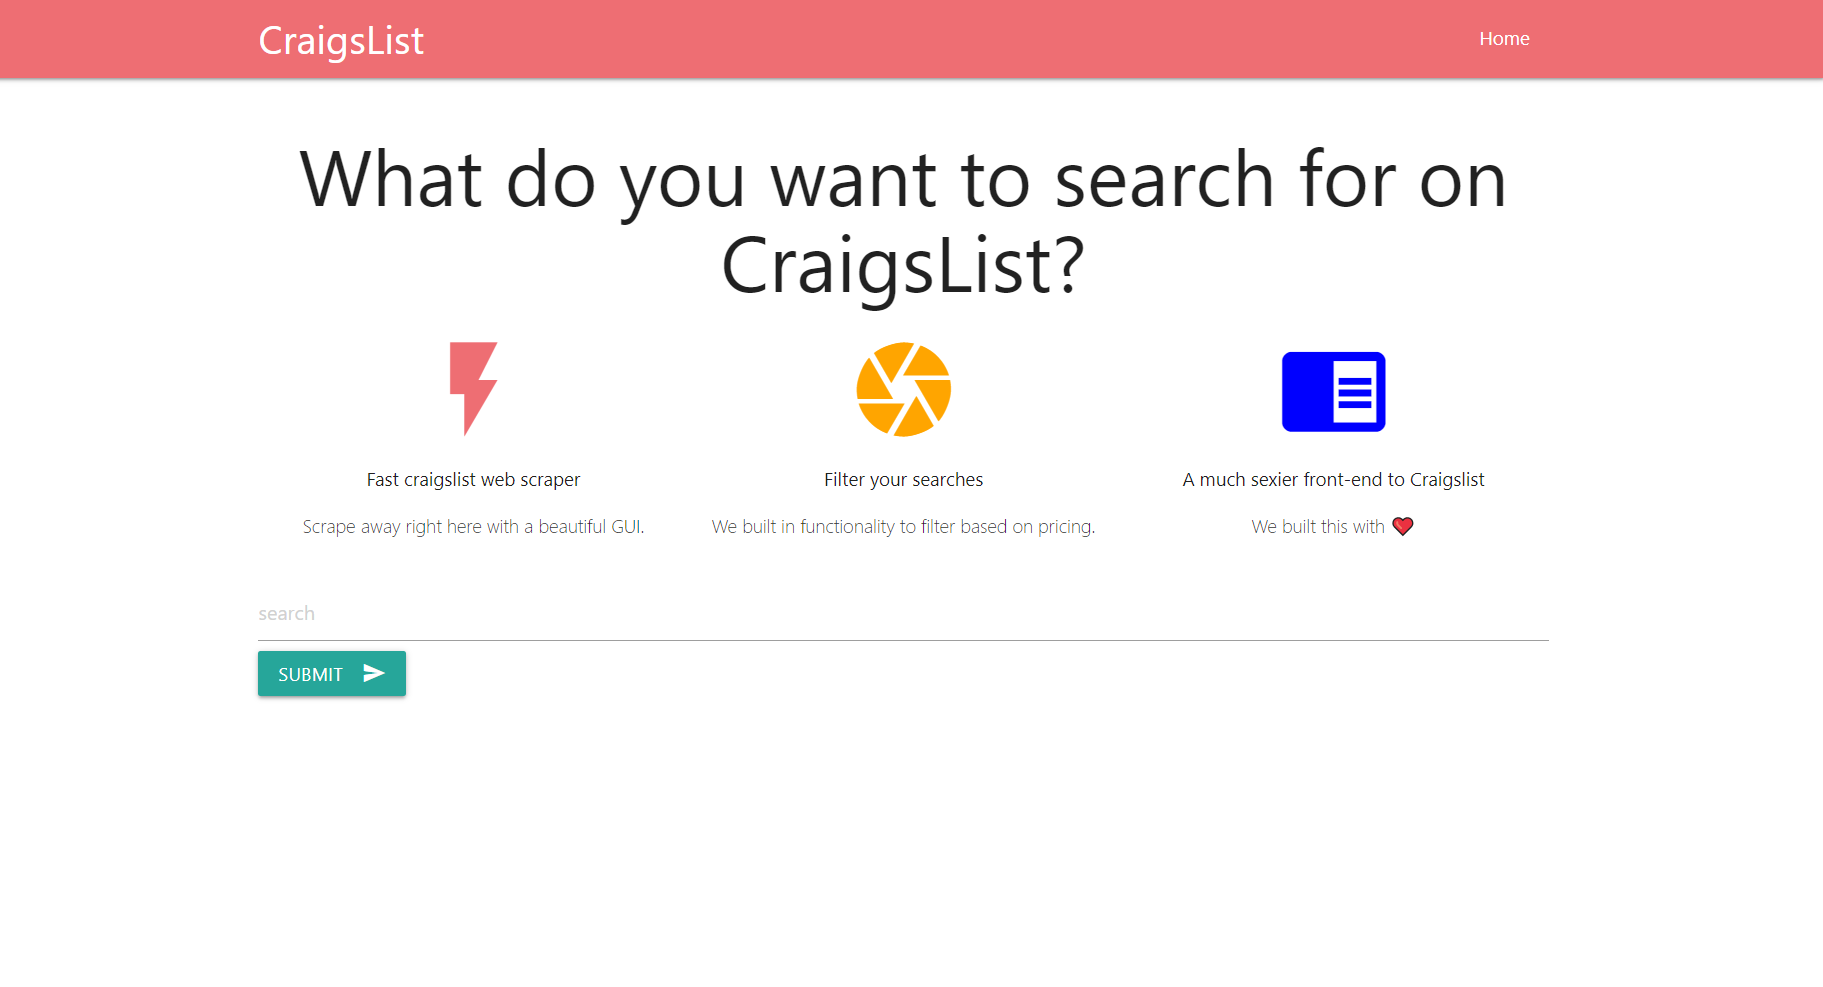 CraigsList
Home
What do you want to search for on
CraigsList?
Fast craigslist web scraper
Scrape away right here with a beautiful GUI.
Filter your searches
We built in functionality to filter based on pricing.
A much sexier front-end to Craigslist
We built this with ❤️
search
SUBMIT